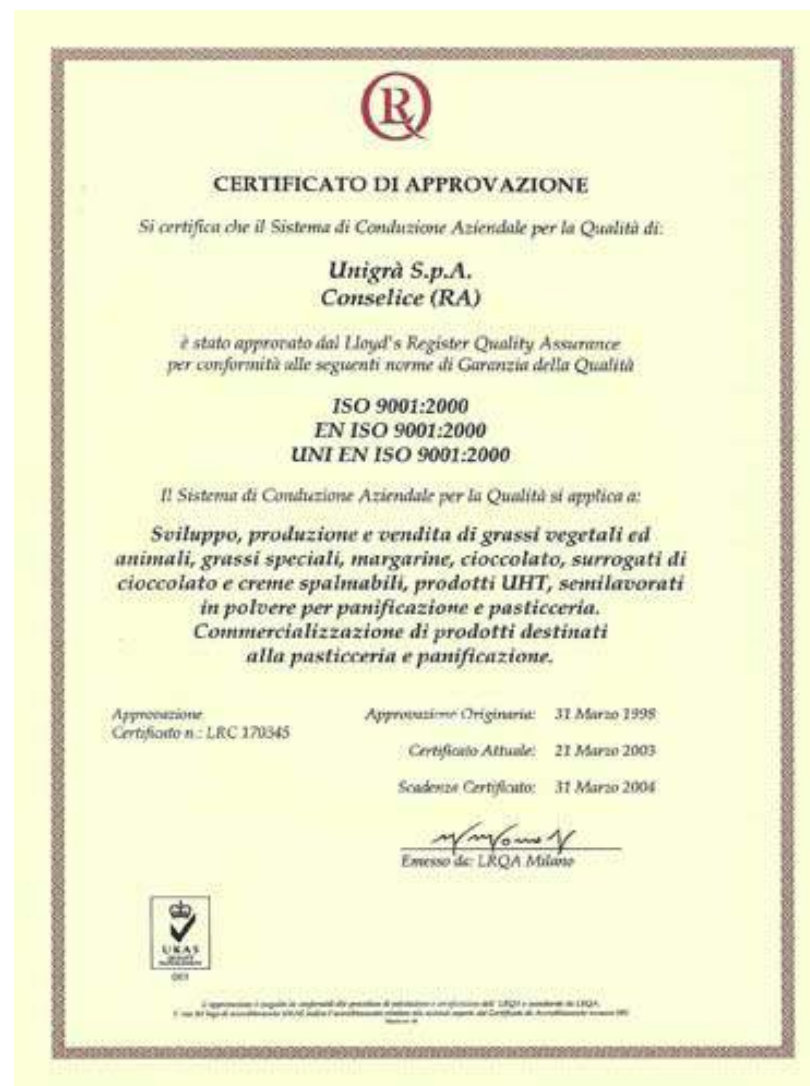 RQ
CERTIFICATO DI APPROVAZIONE
Si certifica che il Sistema di Conduzione Aziendale per la Qualità di:
Unigrà S.p.A.
Conselice (RA)
è stato approvato dal Lloyd's Register Quality Assurance
per conformità alle seguenti norme di Garanzia della Qualità
ISO 9001:2000
EN ISO 9001:2000
UNI EN ISO 9001:2000
Il Sistema di Conduzione Aziendale per la Qualità si applica a:
Sviluppo, produzione e vendita di grassi vegetali ed
animali, grassi speciali, margarine, cioccolato, surrogati di
cioccolato e creme spalmabili, prodotti UHT, semilavorati
in polvere per panificazione e pasticceria.
Commercializzazione di prodotti destinati
alla pasticceria e panificazione.
Approvazione
Certificato n.: LRC 170345
Approvazione Originaria: 31 Marzo 1998
Certificato Attuale: 21 Marzo 2003
Scadenza Certificato: 31 Marzo 2004
Emesso da: LRQA Milano
UKAS
QUALITY
MANAGEMENT
001